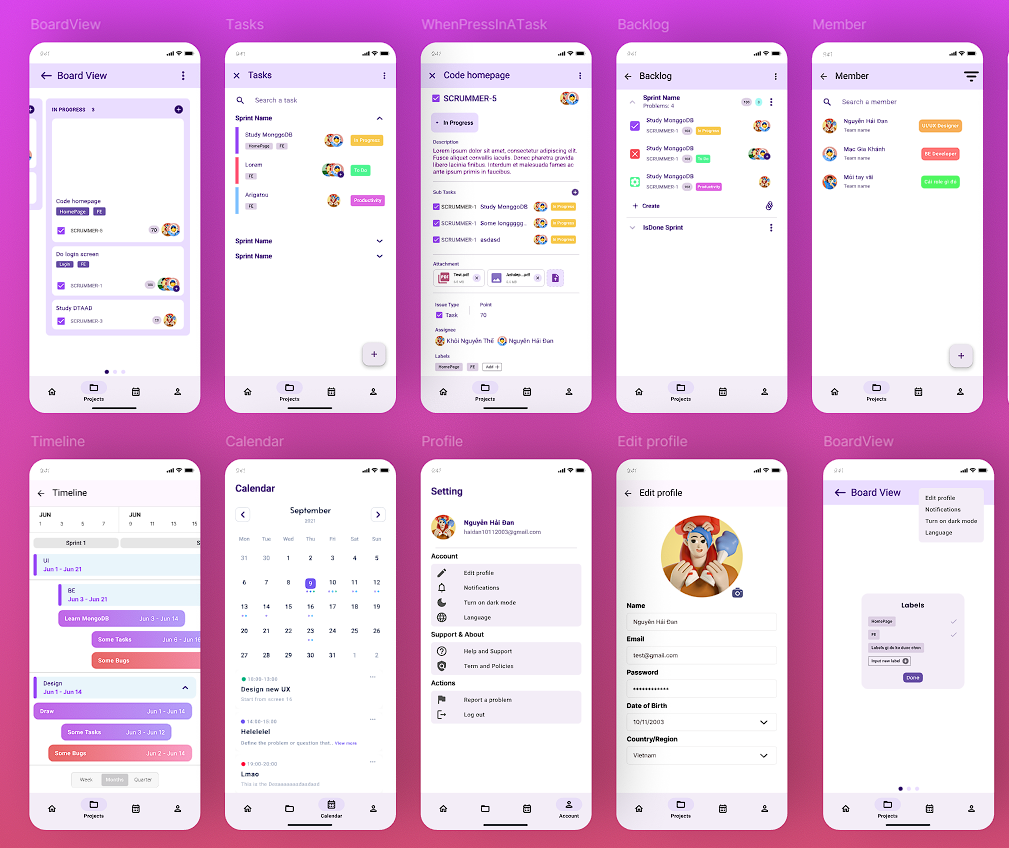 BoardView
9:41
Board View
IN PROGRESS 3
Code homepage
HomePage FE
SCRUMMER-5 70
Do login screen
Login FE
SCRUMMER-1
Study DTAAD
SCRUMMER-3
Projects
Tasks
9:41
Tasks
Search a task
Sprint Name
Study MonggoDB
HomePage FE
In Progress
Lorem
FE
To Do
Arigatsu
FE
Productivity
Sprint Name
Sprint Name
+
Projects
WhenPressInATask
9:41
Code homepage
SCRUMMER-5
In Progress
Description
Lorem ipsum dolor sit amet, consectetur adipiscing elit.
Fusce aliquet convallis iaculis. Donec pharetra gravida
libero lacinia finibus. Interdum et malesuada fames ac
ante ipsum primis in faucibus.
Sub Tasks
SCRUMMER-1 Study MonggoDB In Progress
SCRUMMER-1 Some longgggg.. In Progress
SCRUMMER-1 asdasd In Progress
Attachment
PDF Test.pdf
Issue Type Point
Task 70
Assignee
Khôi Nguyên Thế Nguyễn Hải Đan
Labels
HomePage FE Add +
Projects
Backlog
9:41
Backlog
Sprint Name
Problems: 4
Study MonggoDB
SCRUMMER-1 In Progress
Study MonggoDB
SCRUMMER-1 To Do
Study MonggoDB
SCRUMMER-1 Productivity
+ Create
IsDone Sprint
Projects
Member
9:41
Member
Search a member
Nguyễn Hải Đan
Team name
UI/UX Designer
Mạc Gia Khánh
Team name
BE Developer
Mỏi tay vãi
Team name
+
Projects
Timeline
9:41
Timeline
JUN JUN
1 3 5 7 9 11 13 15
Sprint 1 S
UI
Jun 1 - Jun 21
BE
Jun 3 - Jun 21
Learn MongoDB Jun 3 - Jun 14
Some Tasks Jun 6 - Jun 1
Some Bugs
Design
Jun 1 - Jun 14
Draw Jun 1 - Jun 14
Some Tasks Jun 3 - Jun 12
Some Bugs Jun 2 - Jun 14
Week Months Quarter
Projects
Calendar
9:41
Calendar
September
2021
Mon Tue Wed Thu Fri Sat Sun
31 30 1 2 3 4 5
6 7 8 9 10 11 12
13 14 15 16 17 18 19
20 21 22 23 24 25 26
27 28 29 30 31 1 2
10:00-13:00
Design new UX
Start from screen 16
14:00-15:00
Helelelel
Define the problem or question that... View more
19:00-20:00
Lmao
This is the
Calendar
Profile
9:41
Setting
Nguyễn Hải Đan
haidan10112003@gmail.com
Account
Edit profile
Notifications
Turn on dark mode
Language
Support & About
Help and Support
Term and Policies
Actions
Report a problem
Log out
Account
Edit profile
9:41
Edit profile
Name
Nguyễn Hải Đan
Email
test@gmail.com
Password
************
Date of Birth
10/11/2003
Country/Region
Vietnam
Projects
BoardView
9:41
Board View
Edit profile
Notifications
Turn on dark mode
Language
Labels
HomePage
FE
Labels gi do ko duoc nhon
Input new label
Done
Projects